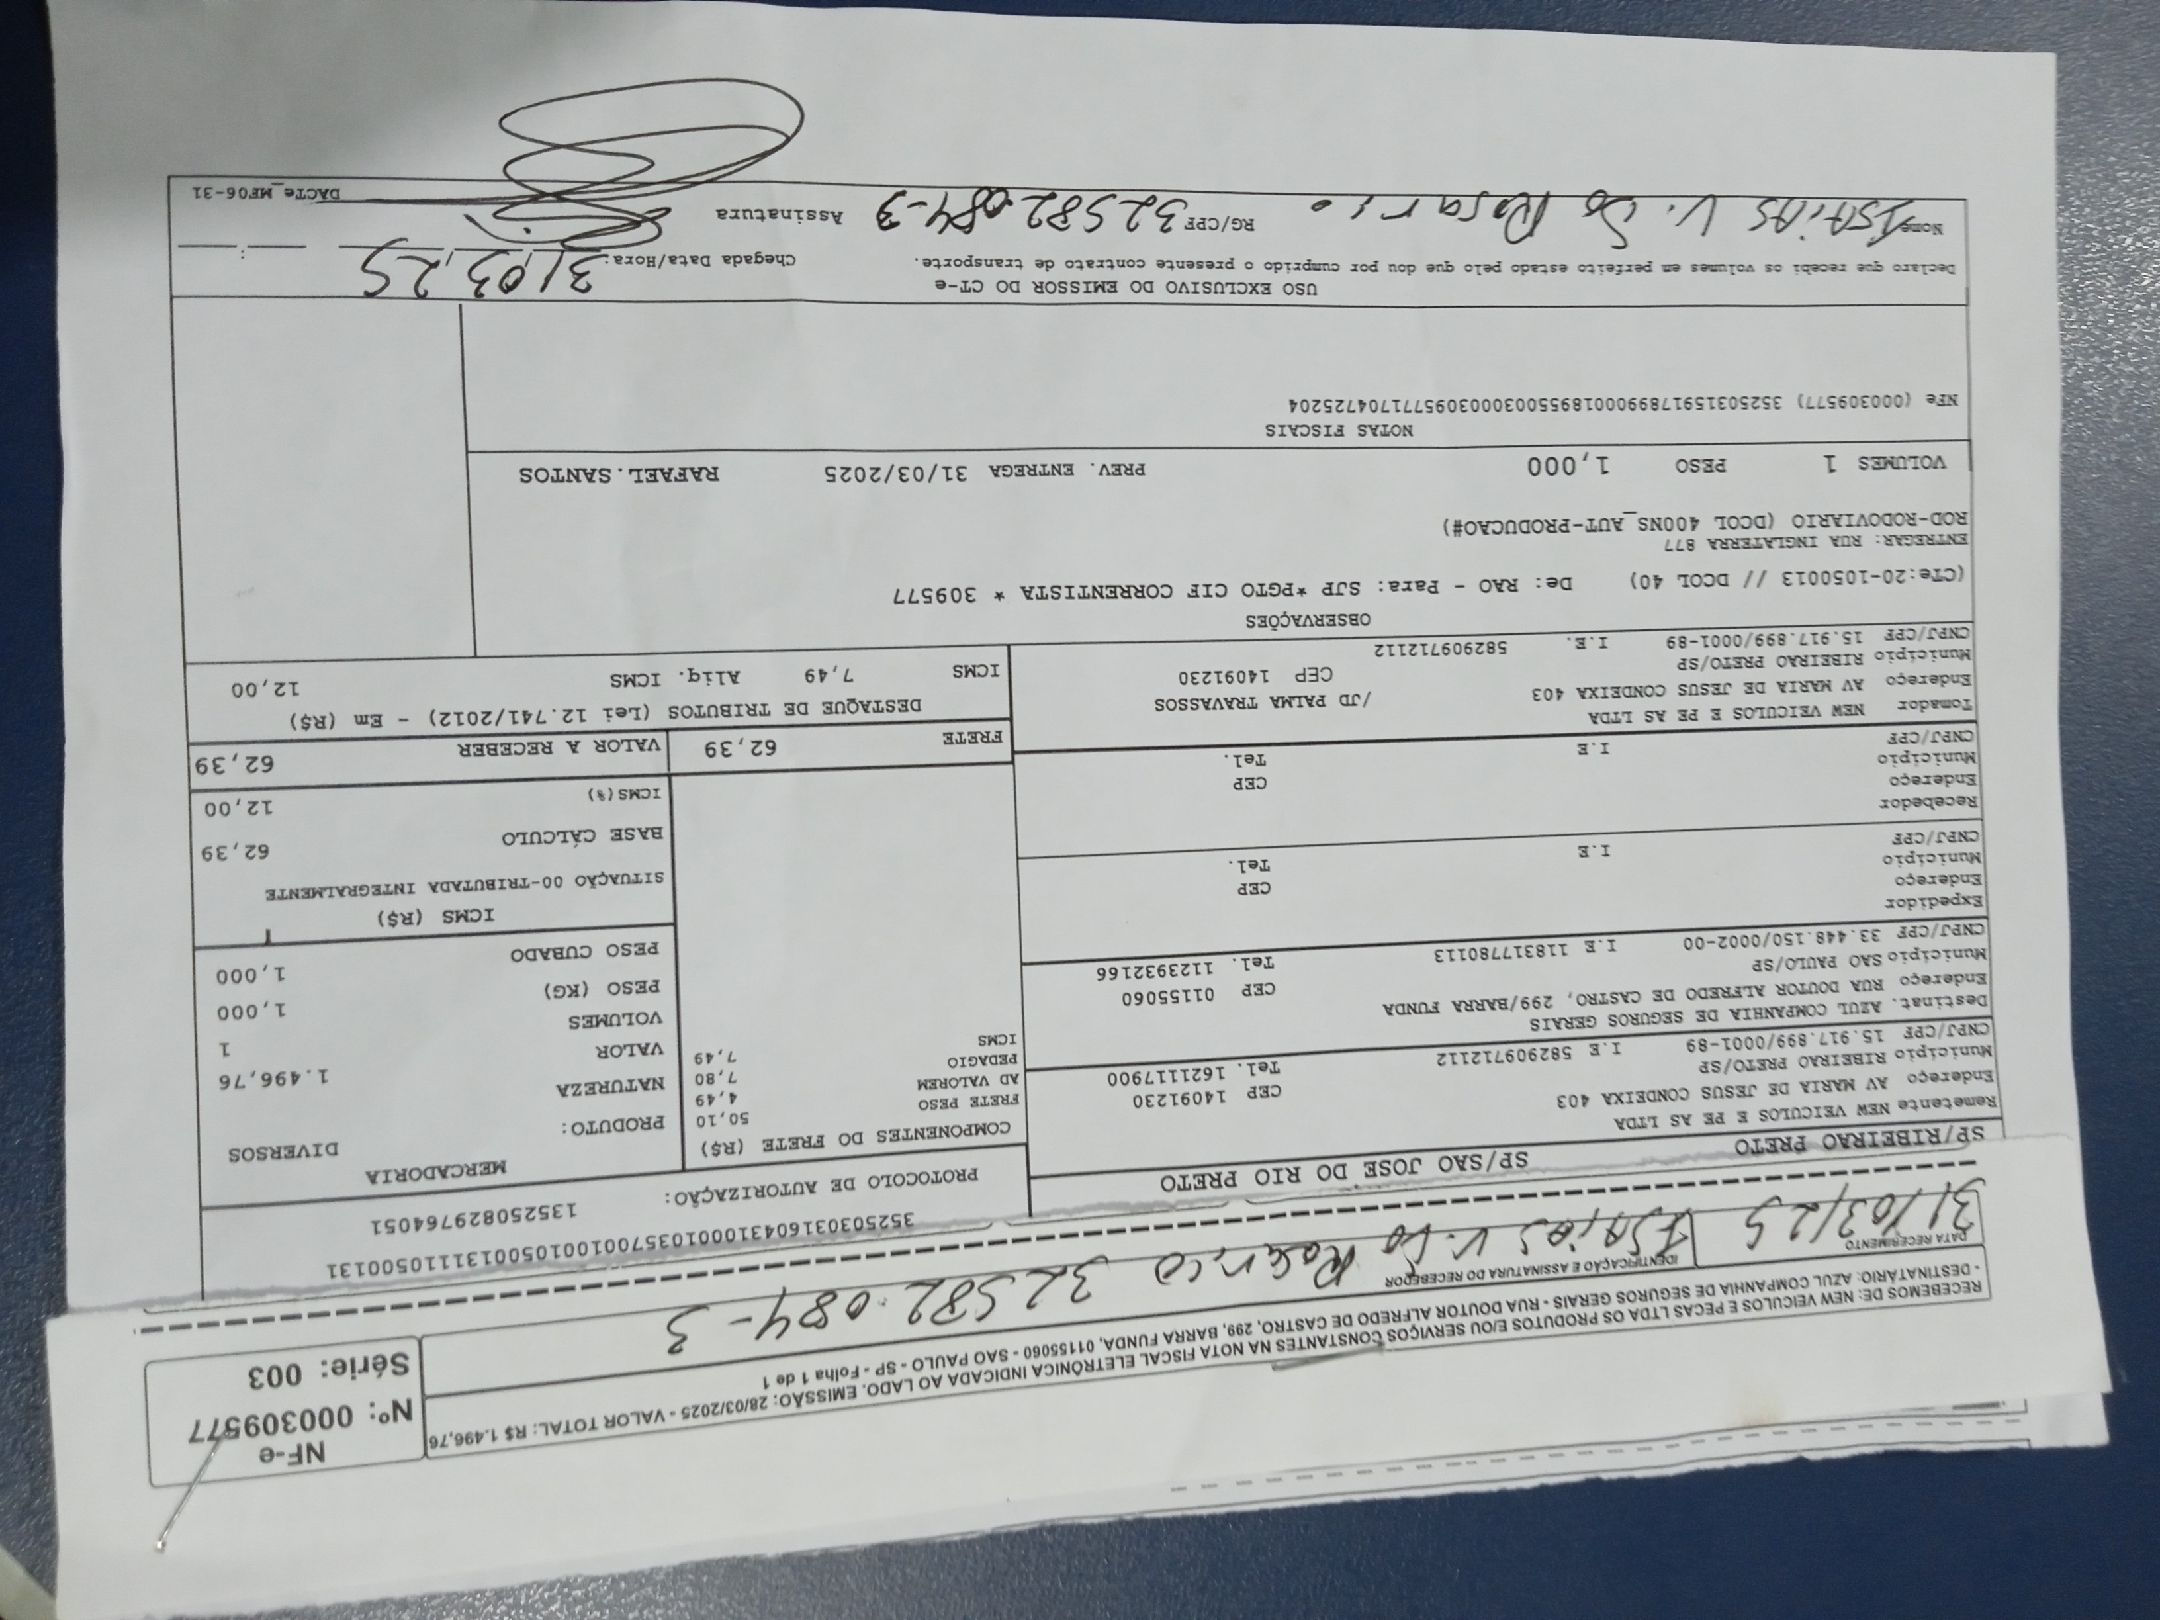 RECEBEMOS DE: NEW VEICULOS E PECAS LTDA OS PRODUTOS E/OU SERVIÇOS CONSTANTES NA NOTA FISCAL ELETRÔNICA INDICADA AO LADO. EMISSÃO: 28/03/2025 - VALOR TOTAL: R$ 1.496,76
- DESTINATÁRIO: AZUL COMPANHIA DE SEGUROS GERAIS - RUA DOUTOR ALFREDO DE CASTRO, 299, BARRA FUNDA, 01155060 - SAO PAULO - SP - Folha 1 de 1
NF-e
Nº: 000309577
Série: 003
DATA RECEBIMENTO
31/03/25
IDENTIFICAÇÃO E ASSINATURA DO RECEBEDOR
ISAIAS V. Do Rosario 32582.084-3
35250303160431000103570010010500131110500131
PROTOCOLO DE AUTORIZAÇÃO: 135250829764051
SP/RIBEIRAO PRETO SP/SAO JOSE DO RIO PRETO
Remetente NEW VEICULOS E PE AS LTDA
Endereço AV MARIA DE JESUS CONDEIXA 403 CEP 14091230
Município RIBEIRAO PRETO/SP Tel. 1621117900
CNPJ/CPF 15.917.899/0001-89 I.E 582909712112
Destinat. AZUL COMPANHIA DE SEGUROS GERAIS
Endereço RUA DOUTOR ALFREDO DE CASTRO, 299/BARRA FUNDA CEP 01155060
Município SAO PAULO/SP Tel. 1123932166
CNPJ/CPF 33.448.150/0002-00 I.E 118317780113
Expedidor
Endereço CEP
Município Tel.
CNPJ/CPF I.E
Recebedor
Endereço CEP
Município Tel.
CNPJ/CPF I.E
Tomador NEW VEICULOS E PE AS LTDA
Endereço AV MARIA DE JESUS CONDEIXA 403 /JD PALMA TRAVASSOS
Município RIBEIRAO PRETO/SP CEP 14091230
CNPJ/CPF 15.917.899/0001-89 I.E. 582909712112
COMPONENTES DO FRETE (R$)
FRETE PESO 50,10
AD VALOREM 4,49
PEDAGIO 7,80
ICMS 7,49
MERCADORIA
PRODUTO: DIVERSOS
NATUREZA
VALOR 1.496,76
VOLUMES 1
PESO (KG) 1,000
PESO CUBADO 1,000
ICMS (R$)
SITUAÇÃO 00-TRIBUTADA INTEGRALMENTE
BASE CÁLCULO 62,39
ICMS(%) 12,00
FRETE 62,39 VALOR A RECEBER 62,39
DESTAQUE DE TRIBUTOS (Lei 12.741/2012) - Em (R$)
ICMS 7,49 Aliq. ICMS 12,00
OBSERVAÇÕES
(CTe:20-1050013 // DCOL 40) De: RAO - Para: SJP *PGTO CIF CORRENTISTA * 309577
ENTREGAR: RUA INGLATERRA 877
ROD-RODOVIARIO (DCOL 400NS_AUT-PRODUCAO#)
VOLUMES 1 PESO 1,000 PREV. ENTREGA 31/03/2025 RAFAEL.SANTOS
NOTAS FISCAIS
NFe (000309577) 35250315917899000189550030003095771704725204
USO EXCLUSIVO DO EMISSOR DO CT-e
Declaro que recebi os volumes em perfeito estado pelo que dou por cumprido o presente contrato de transporte. Chegada Data/Hora: 31/03/25 :
Nome ISAIAS V. Do Rosario RG/CPF 32582.084-3 Assinatura
DACTe_MF06-31